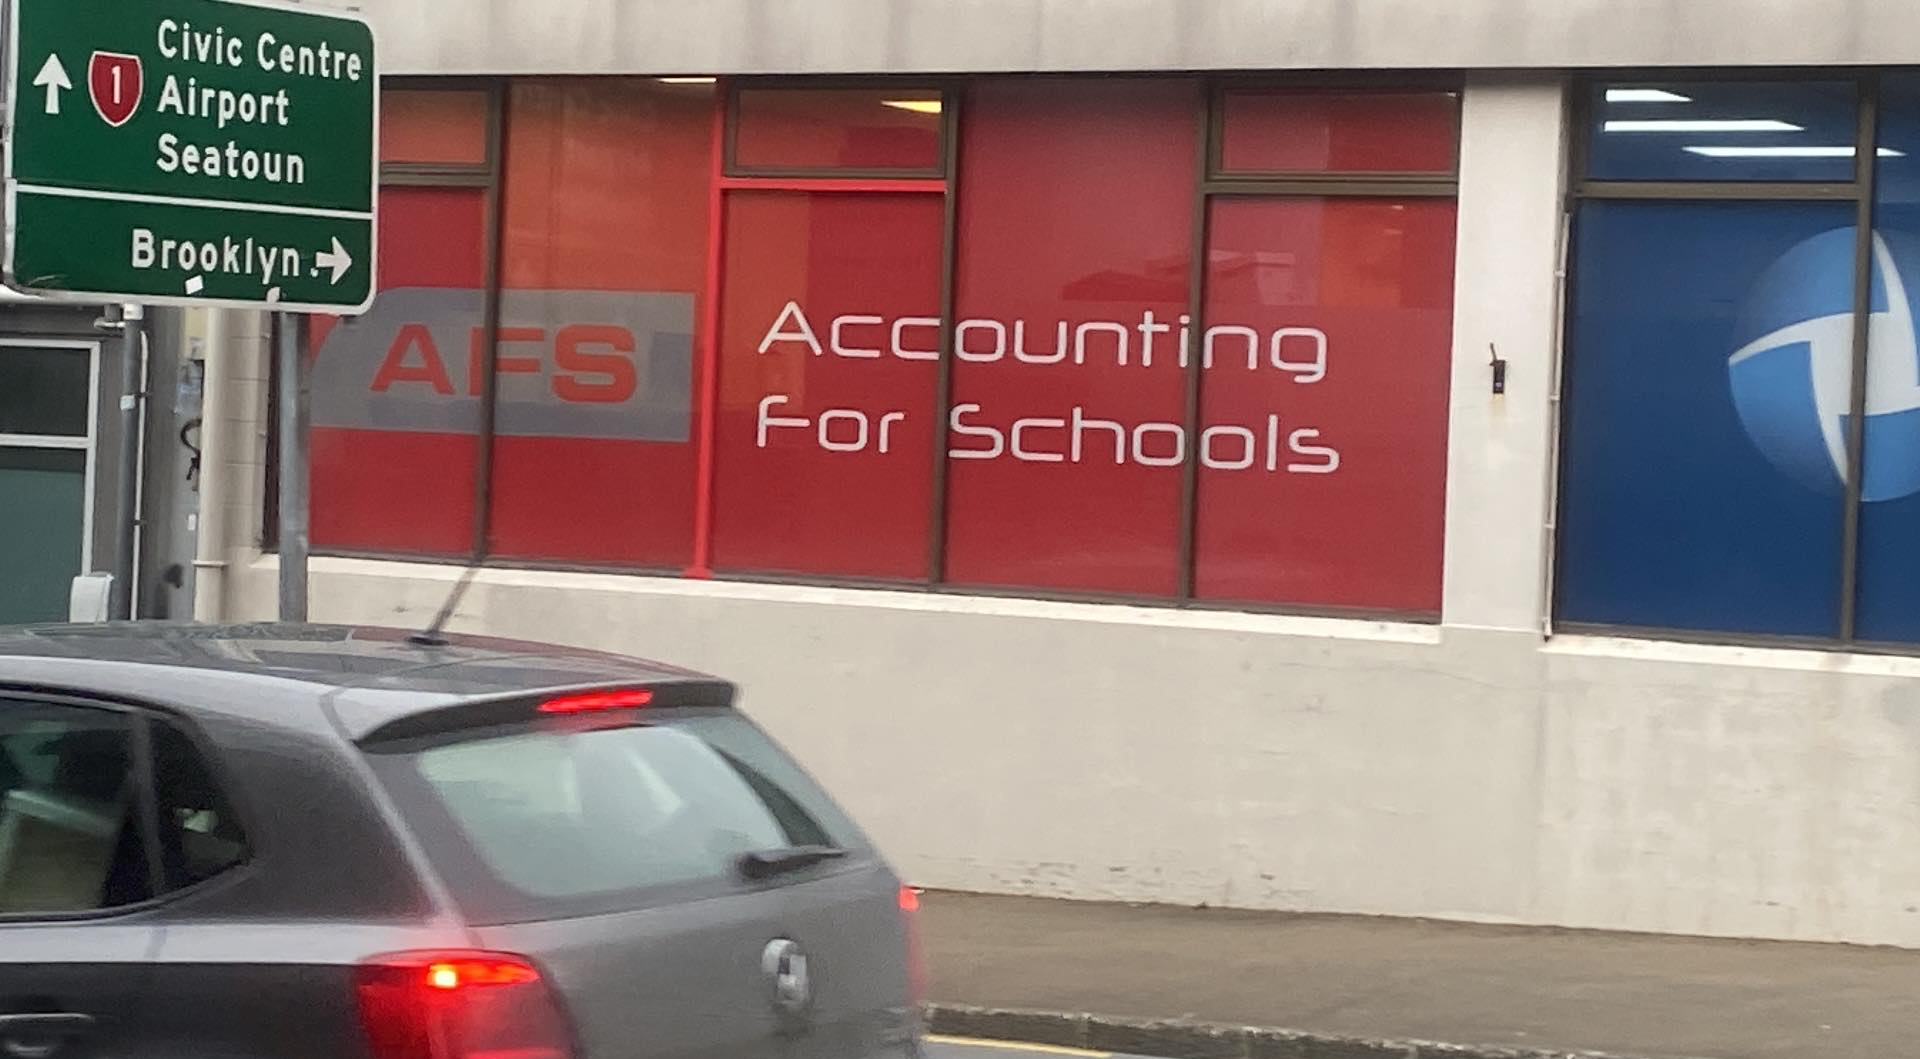 1
Civic Centre
Airport
Seatoun
Brooklyn
AFS
Accounting
For Schools